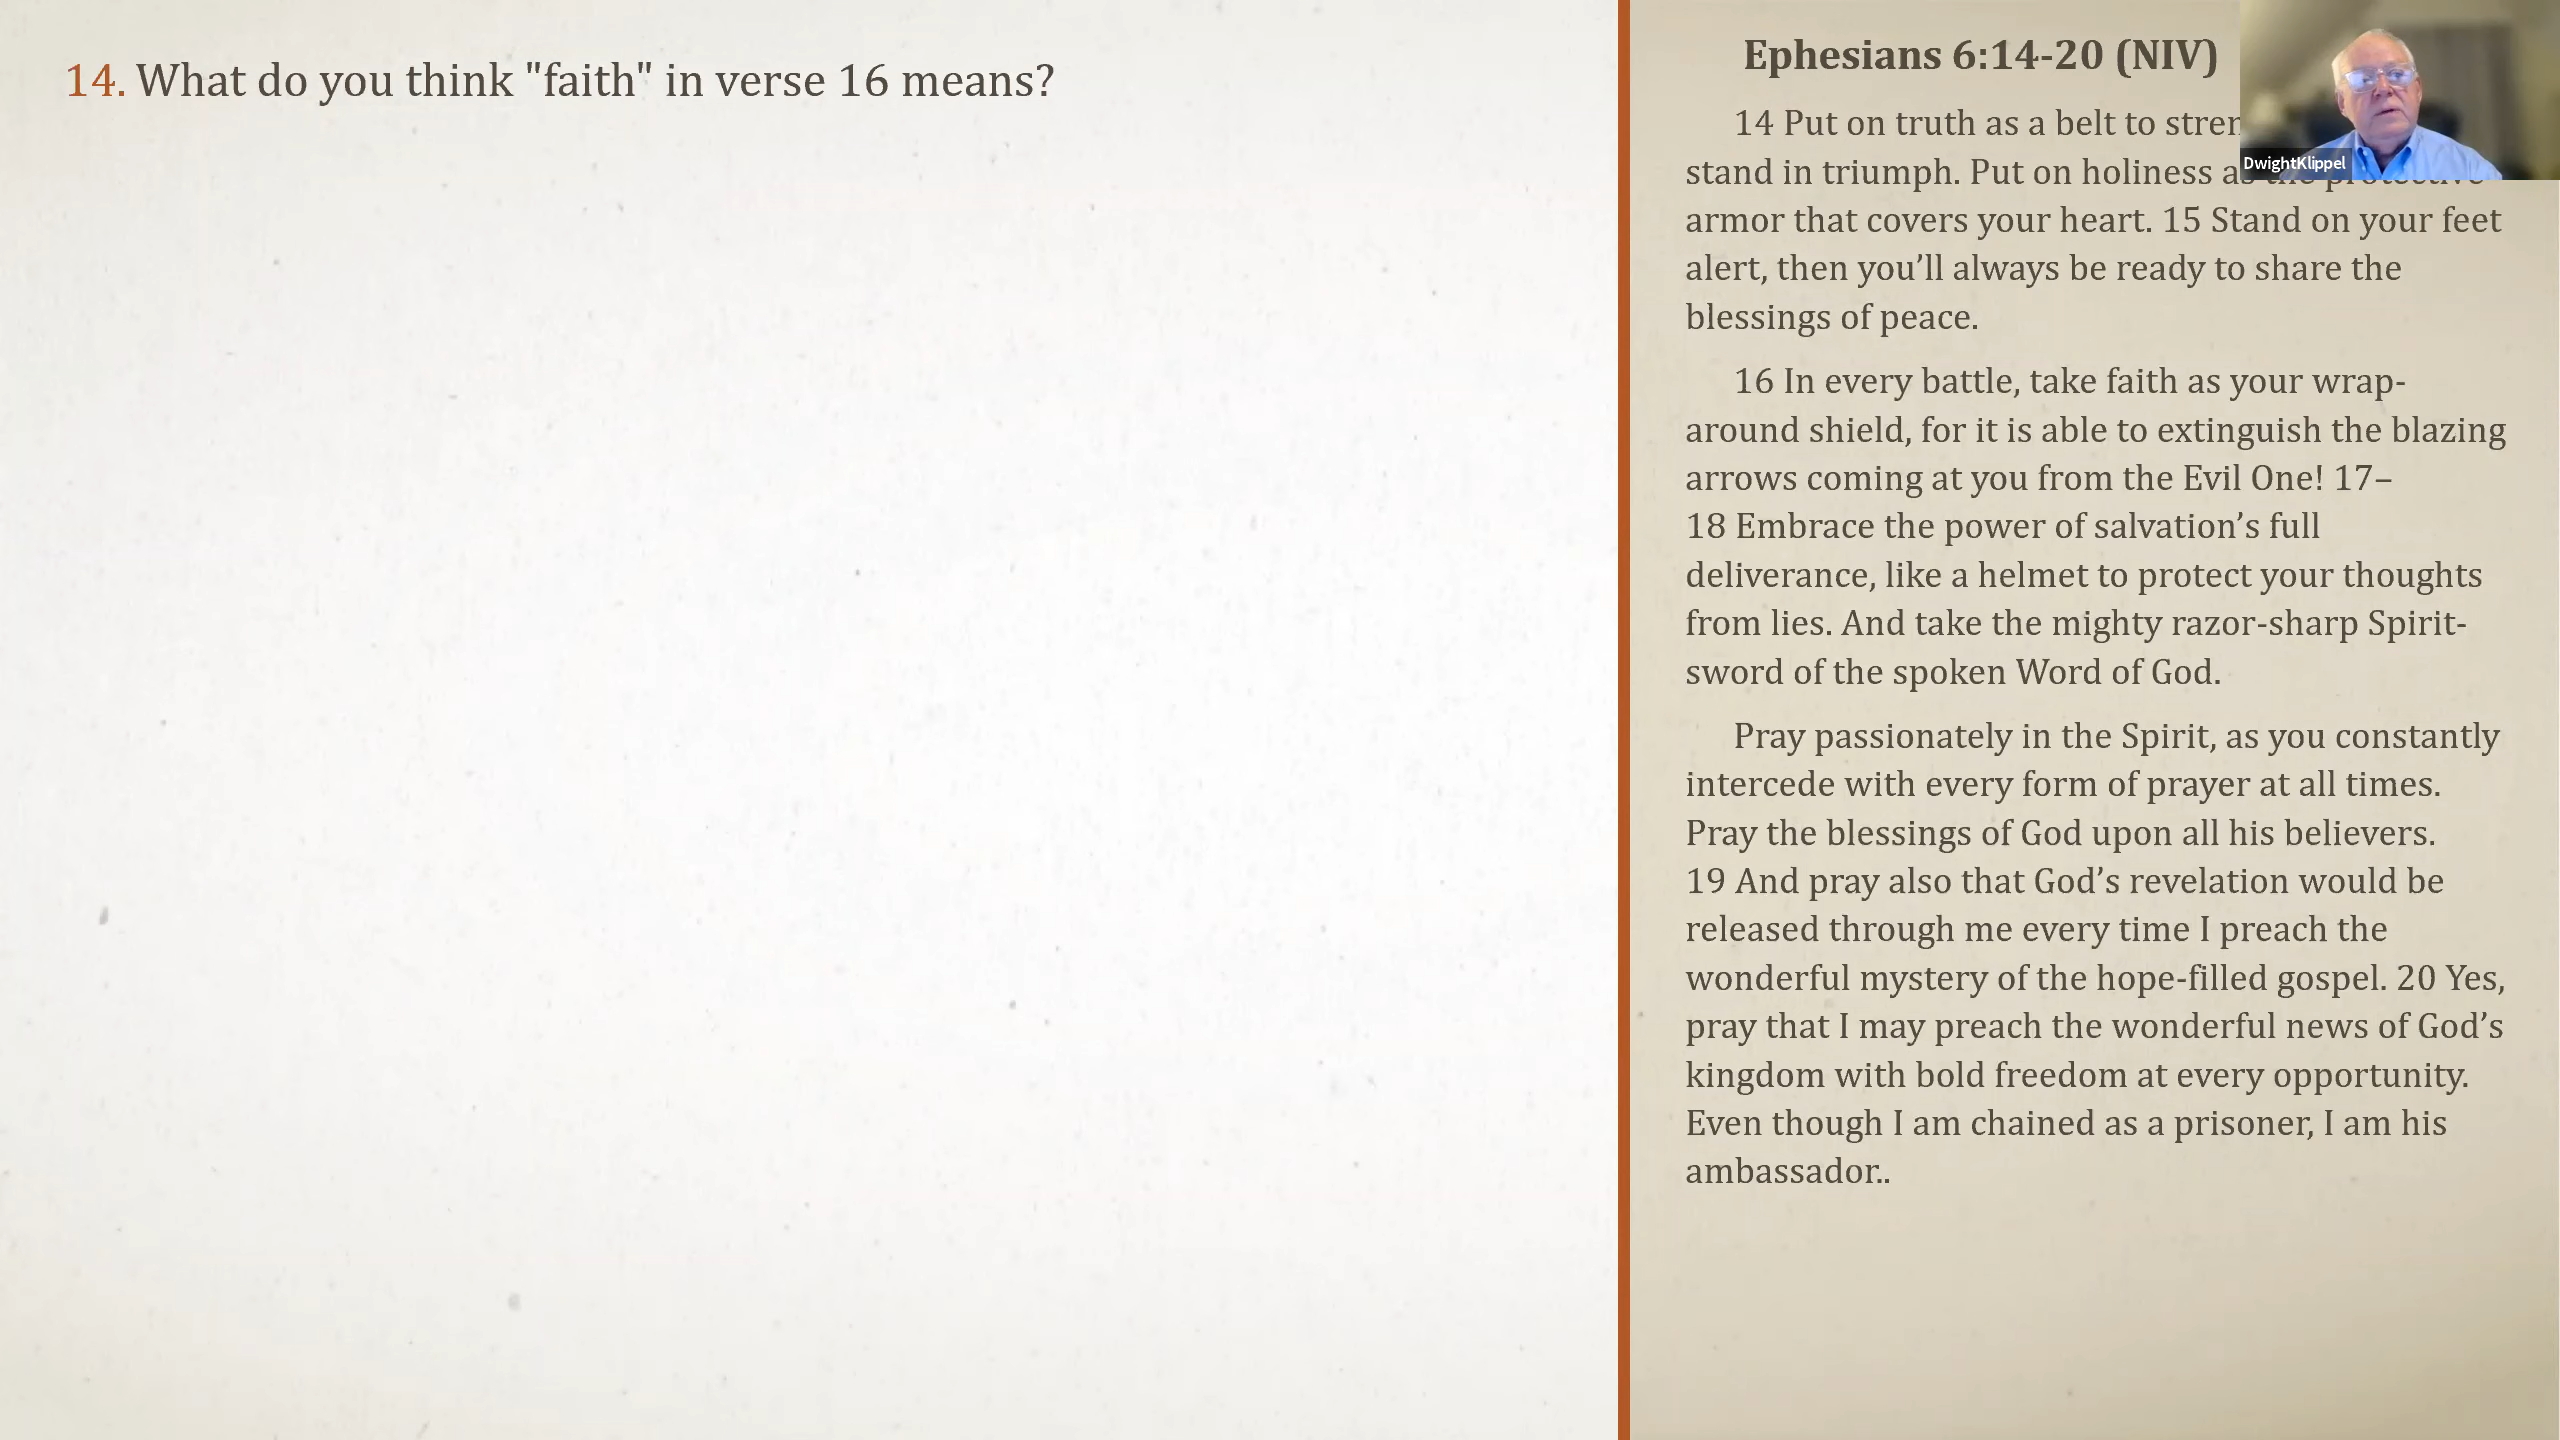 14. What do you think "faith" in verse 16 means?
Ephesians 6:14-20 (NIV)
14 Put on truth as a belt to
stand in triumph. Put on holiness
armor that covers your heart. 15 Stand on your feet
alert, then you’ll always be ready to share the
blessings of peace.
16 In every battle, take faith as your wrap-
around shield, for it is able to extinguish the blazing
arrows coming at you from the Evil One! 17–
18 Embrace the power of salvation’s full
deliverance, like a helmet to protect your thoughts
from lies. And take the mighty razor-sharp Spirit-
sword of the spoken Word of God.
Pray passionately in the Spirit, as you constantly
intercede with every form of prayer at all times.
Pray the blessings of God upon all his believers.
19 And pray also that God’s revelation would be
released through me every time I preach the
wonderful mystery of the hope-filled gospel. 20 Yes,
pray that I may preach the wonderful news of God’s
kingdom with bold freedom at every opportunity.
Even though I am chained as a prisoner, I am his
ambassador..
DwightKlippel